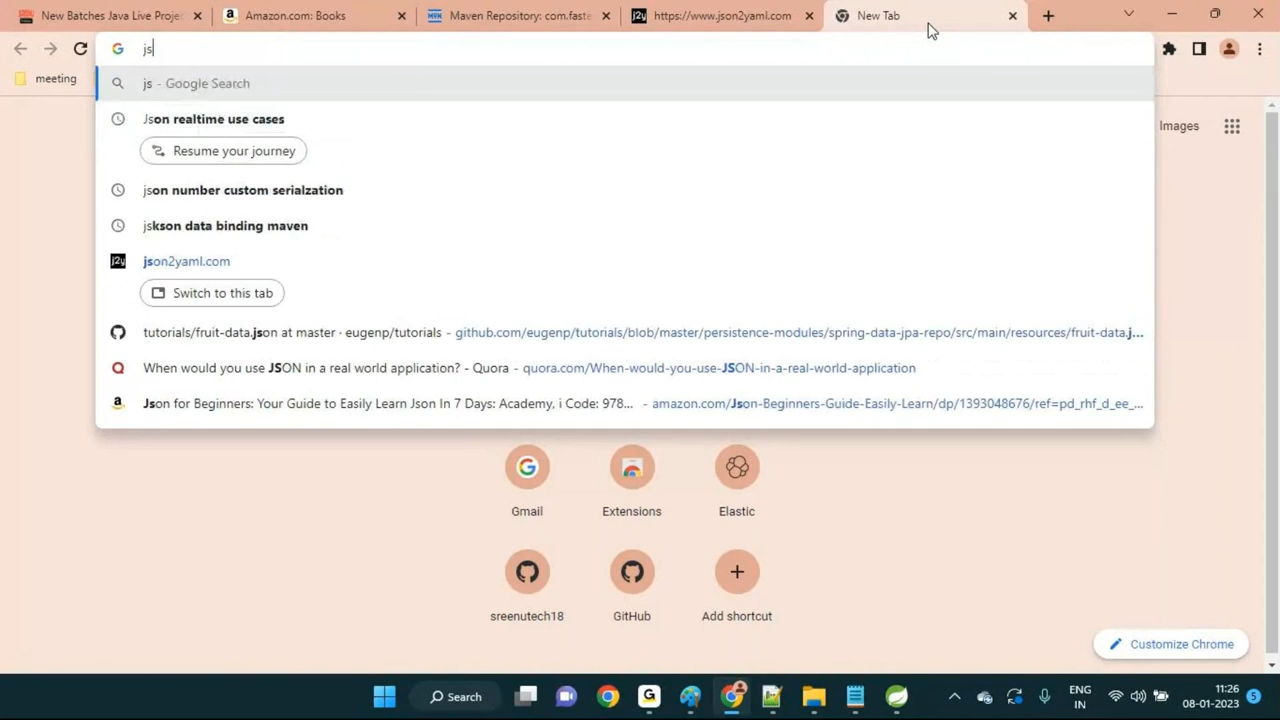 New Batches Java Live Projec
Amazon.com: Books
Maven Repository: com.faste
https://www.json2yaml.com
New Tab
js
meeting
js - Google Search
Json realtime use cases
Resume your journey
json number custom serialzation
jskson data binding maven
json2yaml.com
Switch to this tab
tutorials/fruit-data.json at master · eugenp/tutorials - github.com/eugenp/tutorials/blob/master/persistence-modules/spring-data-jpa-repo/src/main/resources/fruit-data.j...
When would you use JSON in a real world application? - Quora - quora.com/When-would-you-use-JSON-in-a-real-world-application
Json for Beginners: Your Guide to Easily Learn Json In 7 Days: Academy, i Code: 978... - amazon.com/Json-Beginners-Guide-Easily-Learn/dp/1393048676/ref=pd_rhf_d_ee_...
Images
Gmail
Extensions
Elastic
sreenutech18
GitHub
Add shortcut
Customize Chrome
Search
ENG
IN
11:26
08-01-2023
5